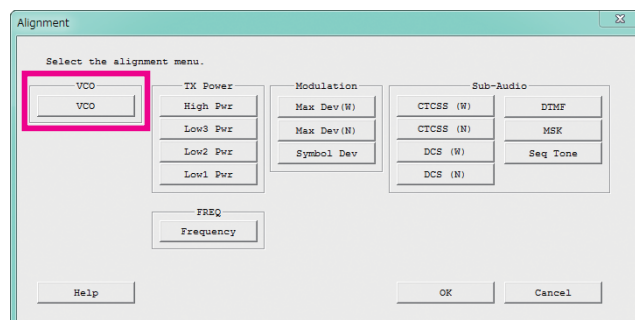 Alignment
Select the alignment menu.
VCO
VCO
TX Power
High Pwr
Low3 Pwr
Low2 Pwr
Low1 Pwr
Modulation
Max Dev(W)
Max Dev(N)
Symbol Dev
Sub-Audio
CTCSS (W)
DTMF
CTCSS (N)
MSK
DCS (W)
Seq Tone
DCS (N)
FREQ
Frequency
Help
OK
Cancel